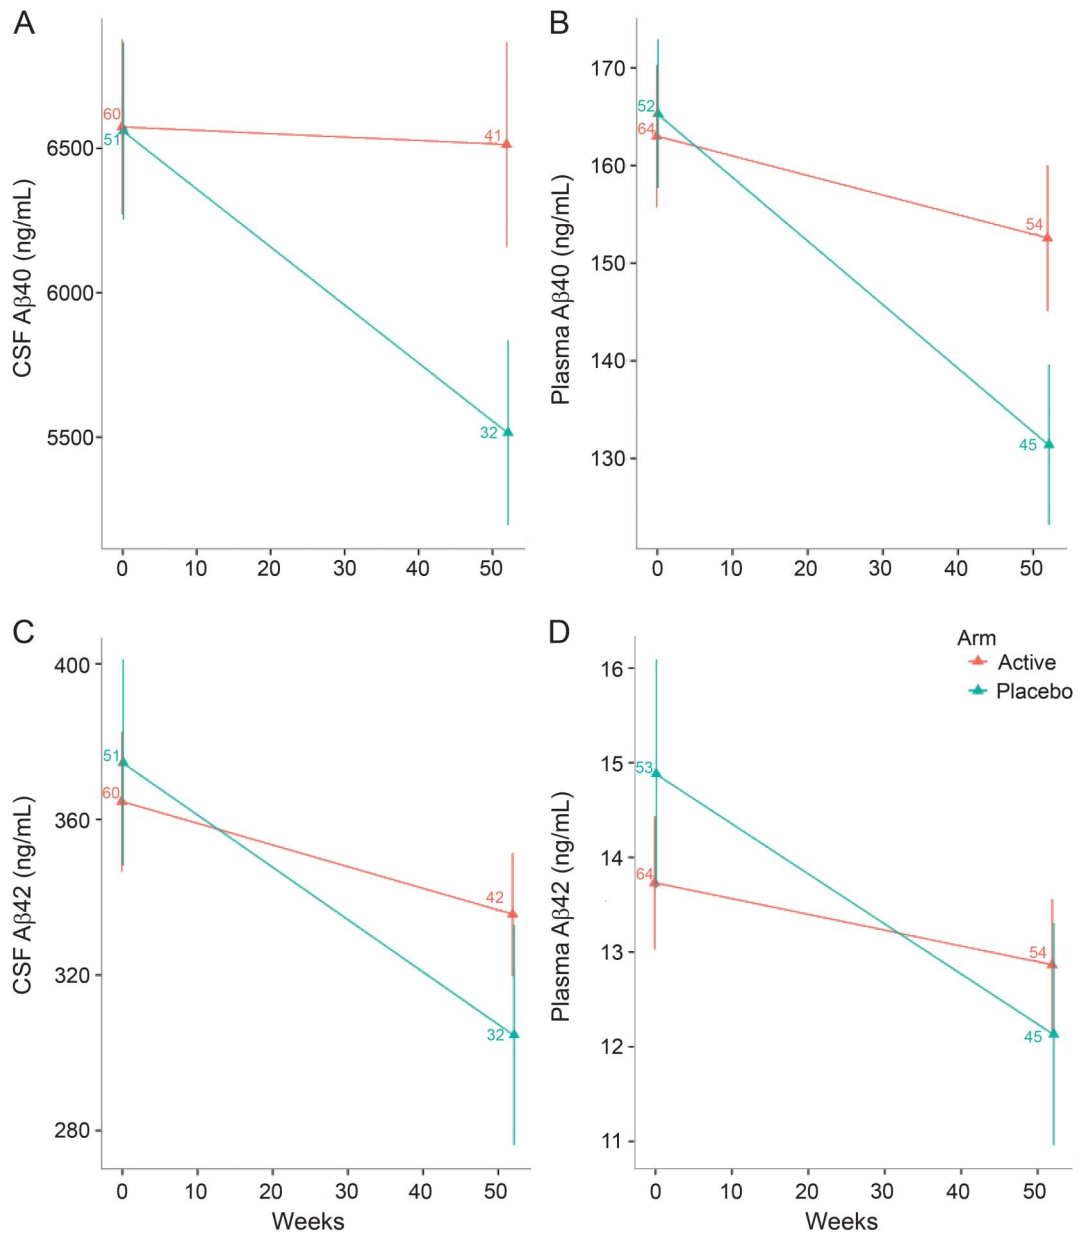 A
CSF Aβ40 (ng/mL)
6500
6000
5500
60
51
41
32
0 10 20 30 40 50
B
Plasma Aβ40 (ng/mL)
170
160
150
140
130
52
64
54
45
0 10 20 30 40 50
C
CSF Aβ42 (ng/mL)
400
360
320
280
51
60
42
32
0 10 20 30 40 50
Weeks
D
Arm
Active
Placebo
Plasma Aβ42 (ng/mL)
16
15
14
13
12
11
53
64
54
45
0 10 20 30 40 50
Weeks